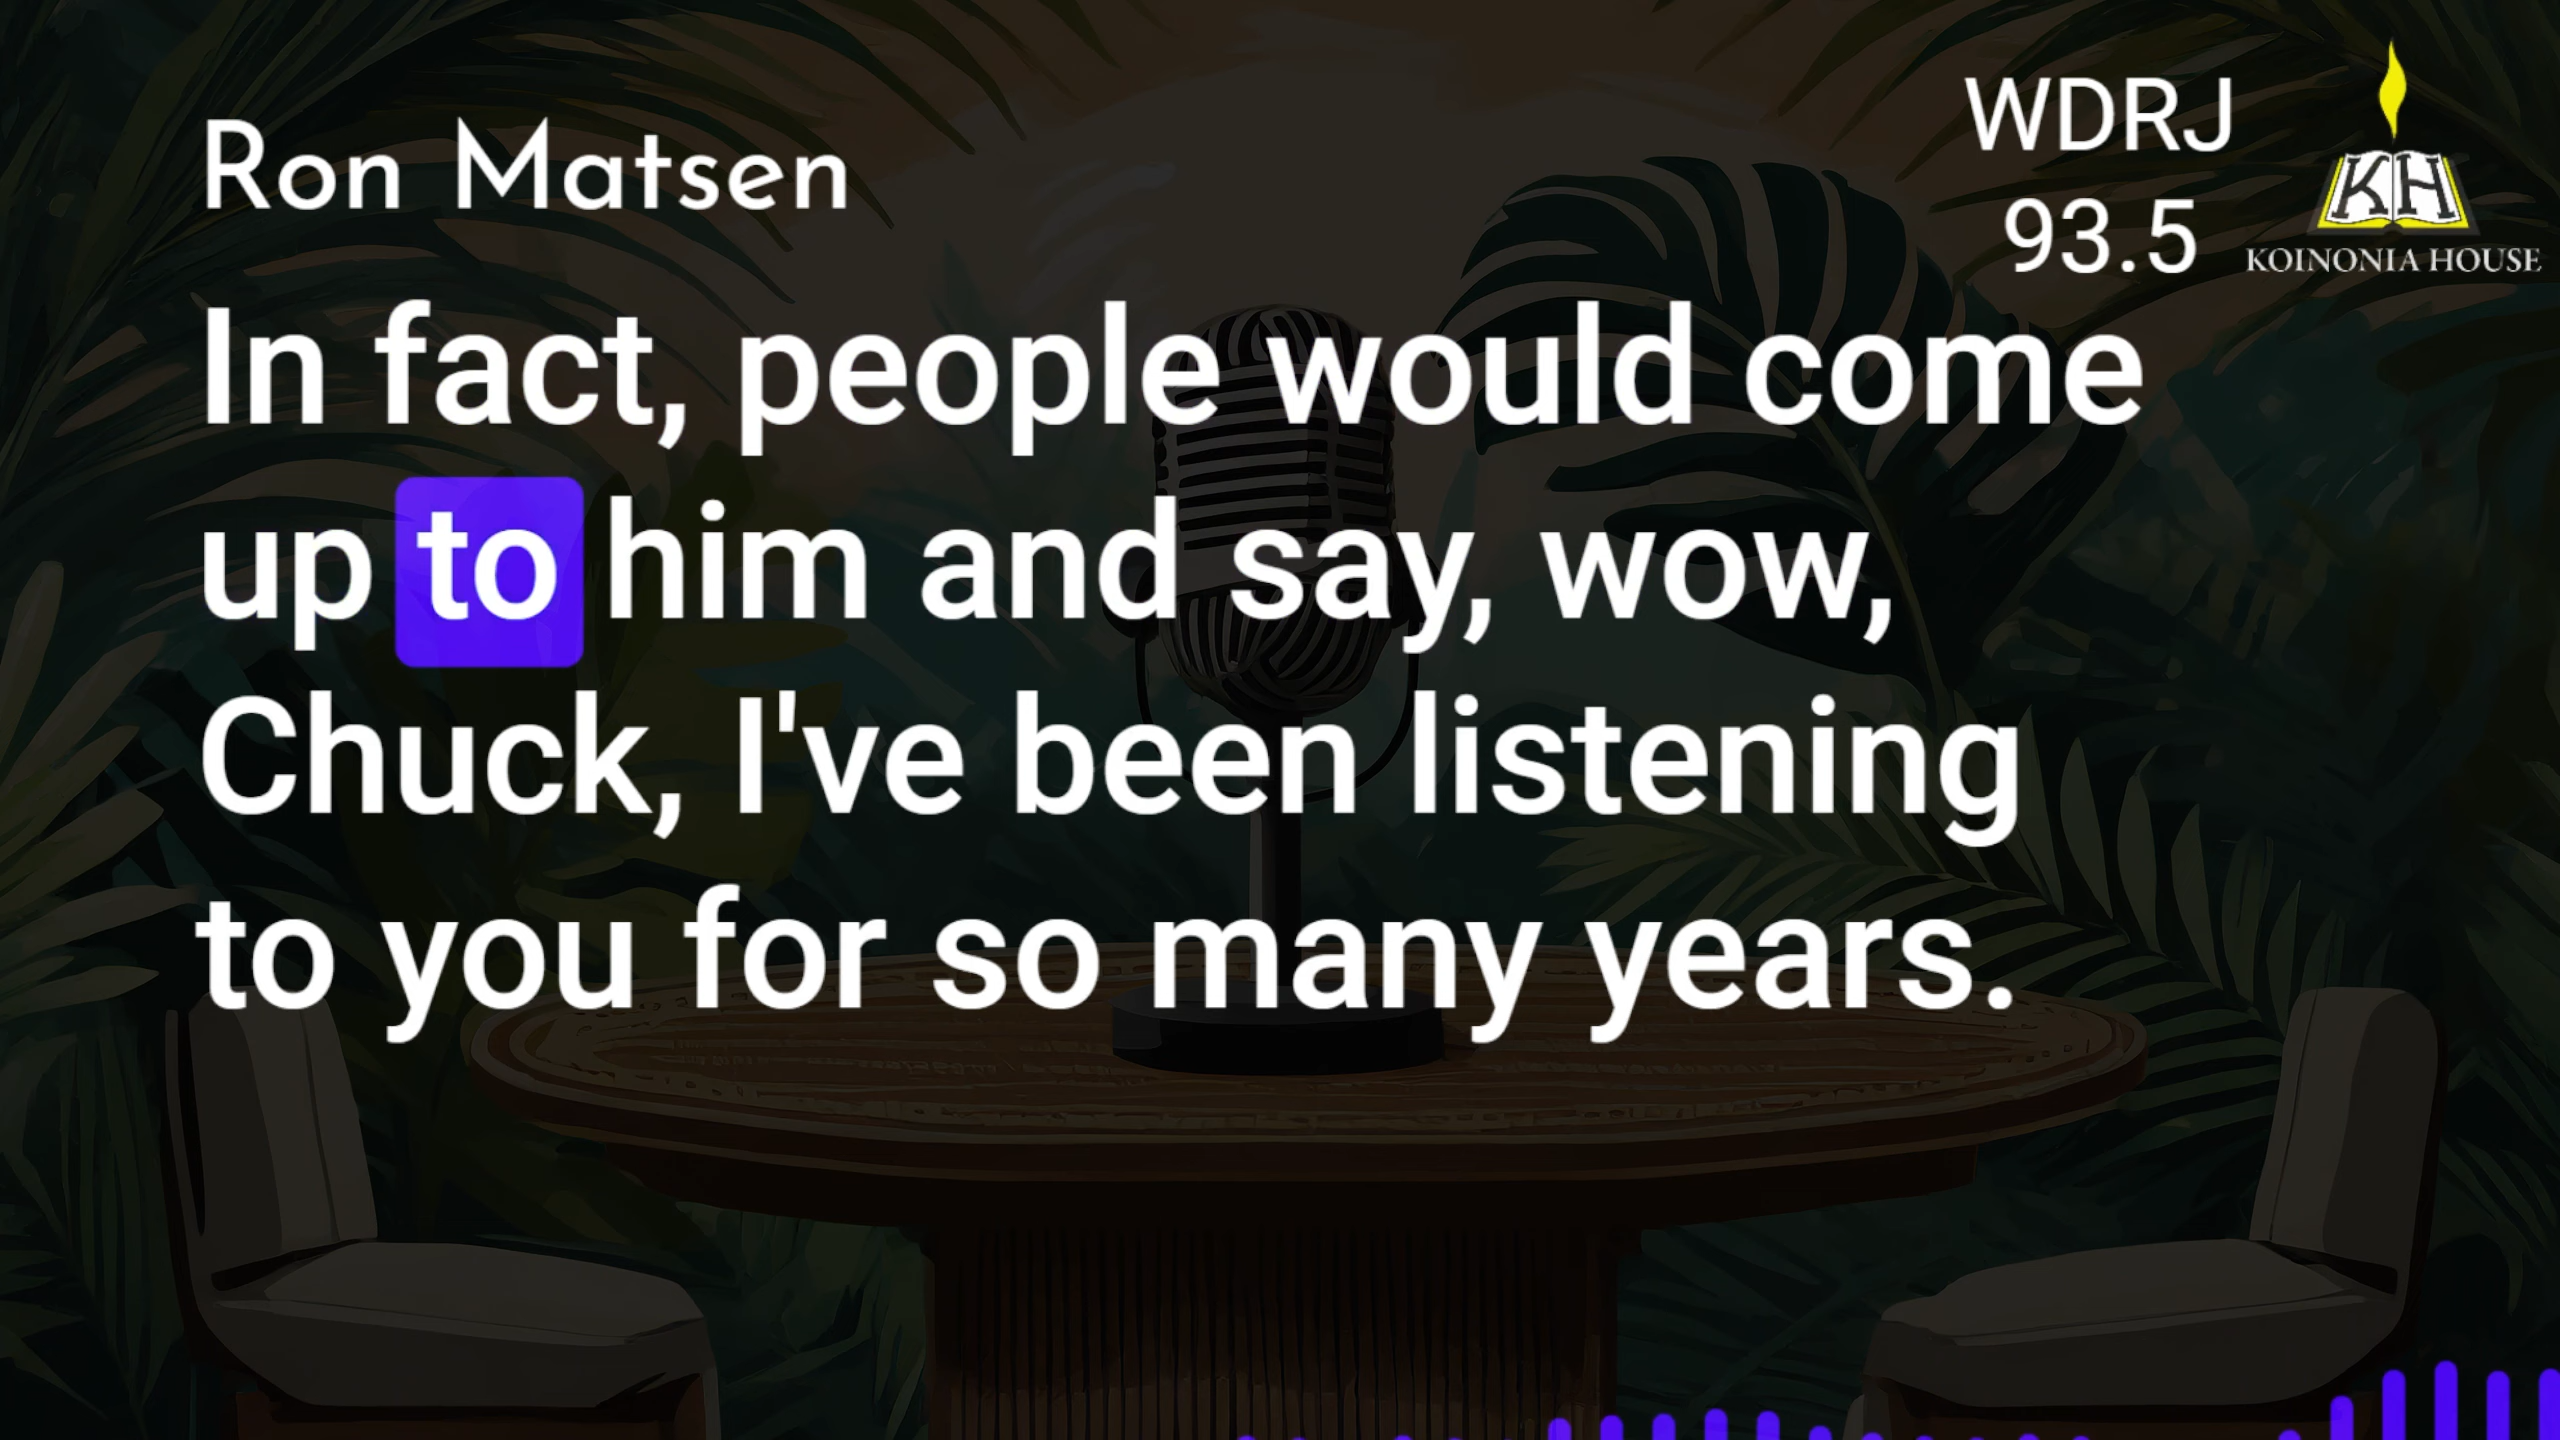 Ron Matsen
WDRJ
93.5
KH
KOINONIA HOUSE
In fact, people would come
up to him and say, wow,
Chuck, I've been listening
to you for so many years.